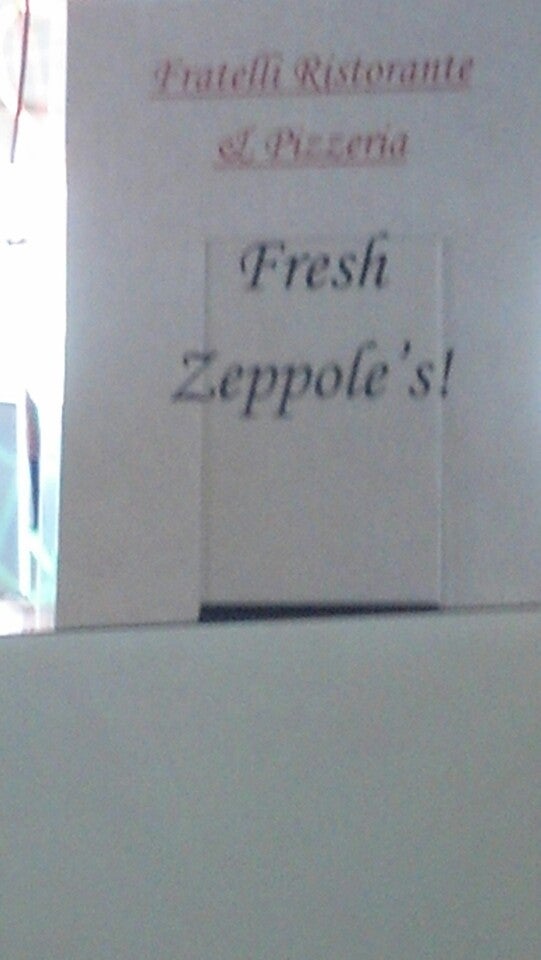 Fratelli Ristorante
& Pizzeria
Fresh
Zeppole's!